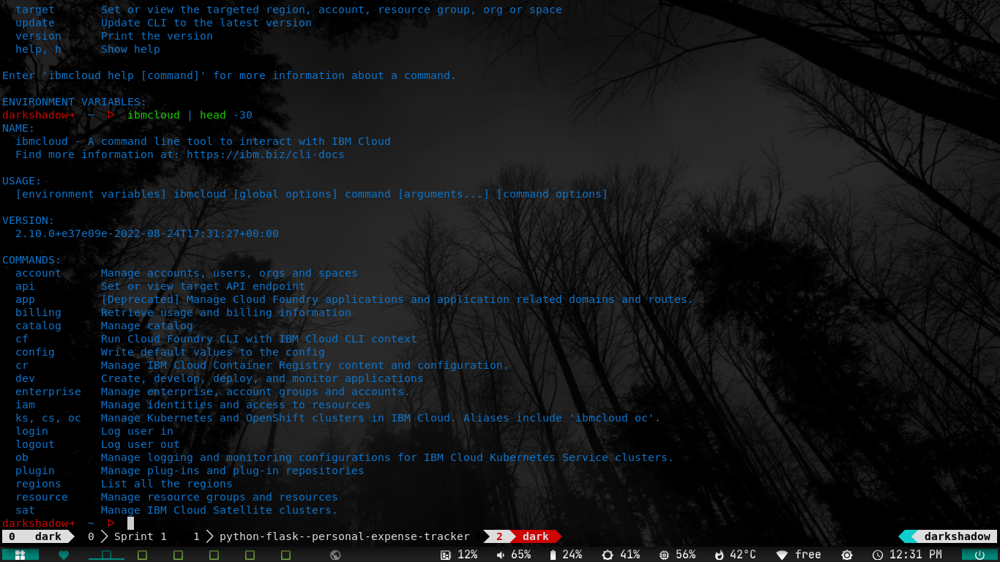 target       Set or view the targeted region, account, resource group, org or space
update       Update CLI to the latest version
version      Print the version
help, h      Show help
Enter 'ibmcloud help [command]' for more information about a command.
ENVIRONMENT VARIABLES:
darkshadow→  ~  ▷  ibmcloud | head -30
NAME:
ibmcloud - A command line tool to interact with IBM Cloud
Find more information at: https://ibm.biz/cli-docs
USAGE:
[environment variables] ibmcloud [global options] command [arguments...] [command options]
VERSION:
2.10.0+e37e09e-2022-08-24T17:31:27+00:00
COMMANDS:
account      Manage accounts, users, orgs and spaces
api          Set or view target API endpoint
app          [Deprecated] Manage Cloud Foundry applications and application related domains and routes.
billing      Retrieve usage and billing information
catalog      Manage catalog
cf           Run Cloud Foundry CLI with IBM Cloud CLI context
config       Write default values to the config
cr           Manage IBM Cloud Container Registry content and configuration.
dev          Create, develop, deploy, and monitor applications
enterprise   Manage enterprise, account groups and accounts.
iam          Manage identities and access to resources
ks, cs, oc   Manage Kubernetes and OpenShift clusters in IBM Cloud. Aliases include 'ibmcloud oc'.
login        Log user in
logout       Log user out
ob           Manage logging and monitoring configurations for IBM Cloud Kubernetes Service clusters.
plugin       Manage plug-ins and plug-in repositories
regions      List all the regions
resource     Manage resource groups and resources
sat          Manage IBM Cloud Satellite clusters.
darkshadow→  ~  ▷
0 dark 0 Sprint 1 1 python-flask--personal-expense-tracker 2 dark darkshadow
12% 65% 24% 41% 56% 42°C free 12:31 PM